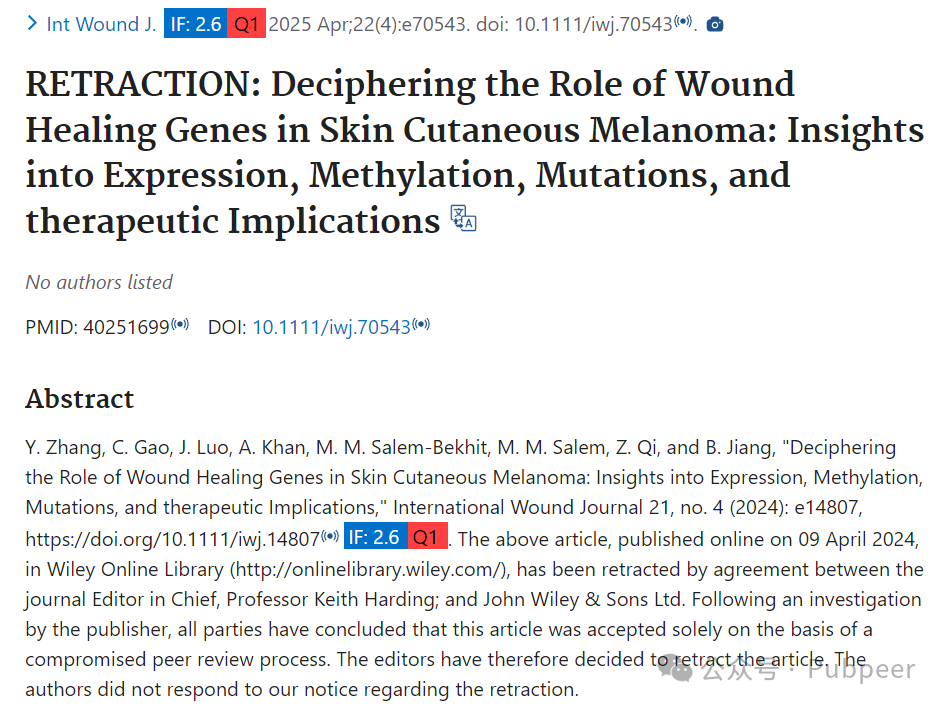 Int Wound J. IF: 2.6 Q1 2025 Apr;22(4):e70543. doi: 10.1111/iwj.70543.
RETRACTION: Deciphering the Role of Wound
Healing Genes in Skin Cutaneous Melanoma: Insights
into Expression, Methylation, Mutations, and
therapeutic Implications
No authors listed
PMID: 40251699 DOI: 10.1111/iwj.70543
Abstract
Y. Zhang, C. Gao, J. Luo, A. Khan, M. M. Salem-Bekhit, M. M. Salem, Z. Qi, and B. Jiang, "Deciphering
the Role of Wound Healing Genes in Skin Cutaneous Melanoma: Insights into Expression, Methylation,
Mutations, and therapeutic Implications," International Wound Journal 21, no. 4 (2024): e14807,
https://doi.org/10.1111/iwj.14807 IF: 2.6 Q1 . The above article, published online on 09 April 2024,
in Wiley Online Library (http://onlinelibrary.wiley.com/), has been retracted by agreement between the
journal Editor in Chief, Professor Keith Harding; and John Wiley & Sons Ltd. Following an investigation
by the publisher, all parties have concluded that this article was accepted solely on the basis of a
compromised peer review process. The editors have therefore decided to retract the article. The
authors did not respond to our notice regarding the retraction.
公众号 · Pubpeer